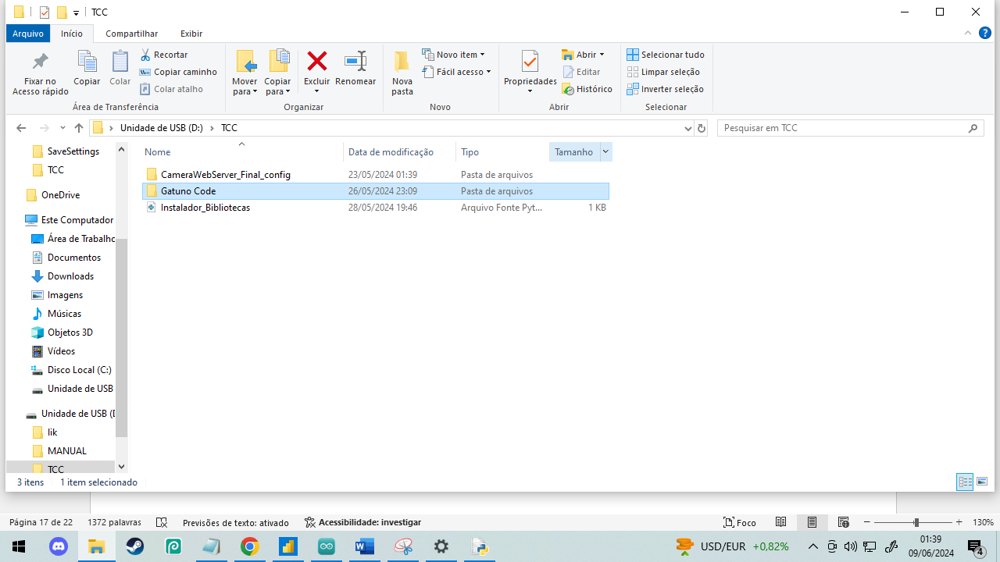 TCC
Arquivo Início Compartilhar Exibir
Fixar no Acesso rápido
Copiar
Colar
Recortar
Copiar caminho
Colar atalho
Área de Transferência
Mover para
Copiar para
Excluir
Renomear
Organizar
Nova pasta
Novo item
Fácil acesso
Novo
Propriedades
Abrir
Editar
Histórico
Abrir
Selecionar tudo
Limpar seleção
Inverter seleção
Selecionar
Unidade de USB (D:) TCC
Pesquisar em TCC
Nome Data de modificação Tipo Tamanho
CameraWebServer_Final_config 23/05/2024 01:39 Pasta de arquivos
Gatuno Code 26/05/2024 23:09 Pasta de arquivos
Instalador_Bibliotecas 28/05/2024 19:46 Arquivo Fonte Pyt... 1 KB
SaveSettings
TCC
OneDrive
Este Computador
Área de Trabalho
Documentos
Downloads
Imagens
Músicas
Objetos 3D
Vídeos
Disco Local (C:)
Unidade de USB
Unidade de USB (D
lik
MANUAL
TCC
3 itens 1 item selecionado
Página 17 de 22 1372 palavras Previsões de texto: ativado Acessibilidade: investigar Foco 130%
USD/EUR +0,82%
01:39
09/06/2024
4